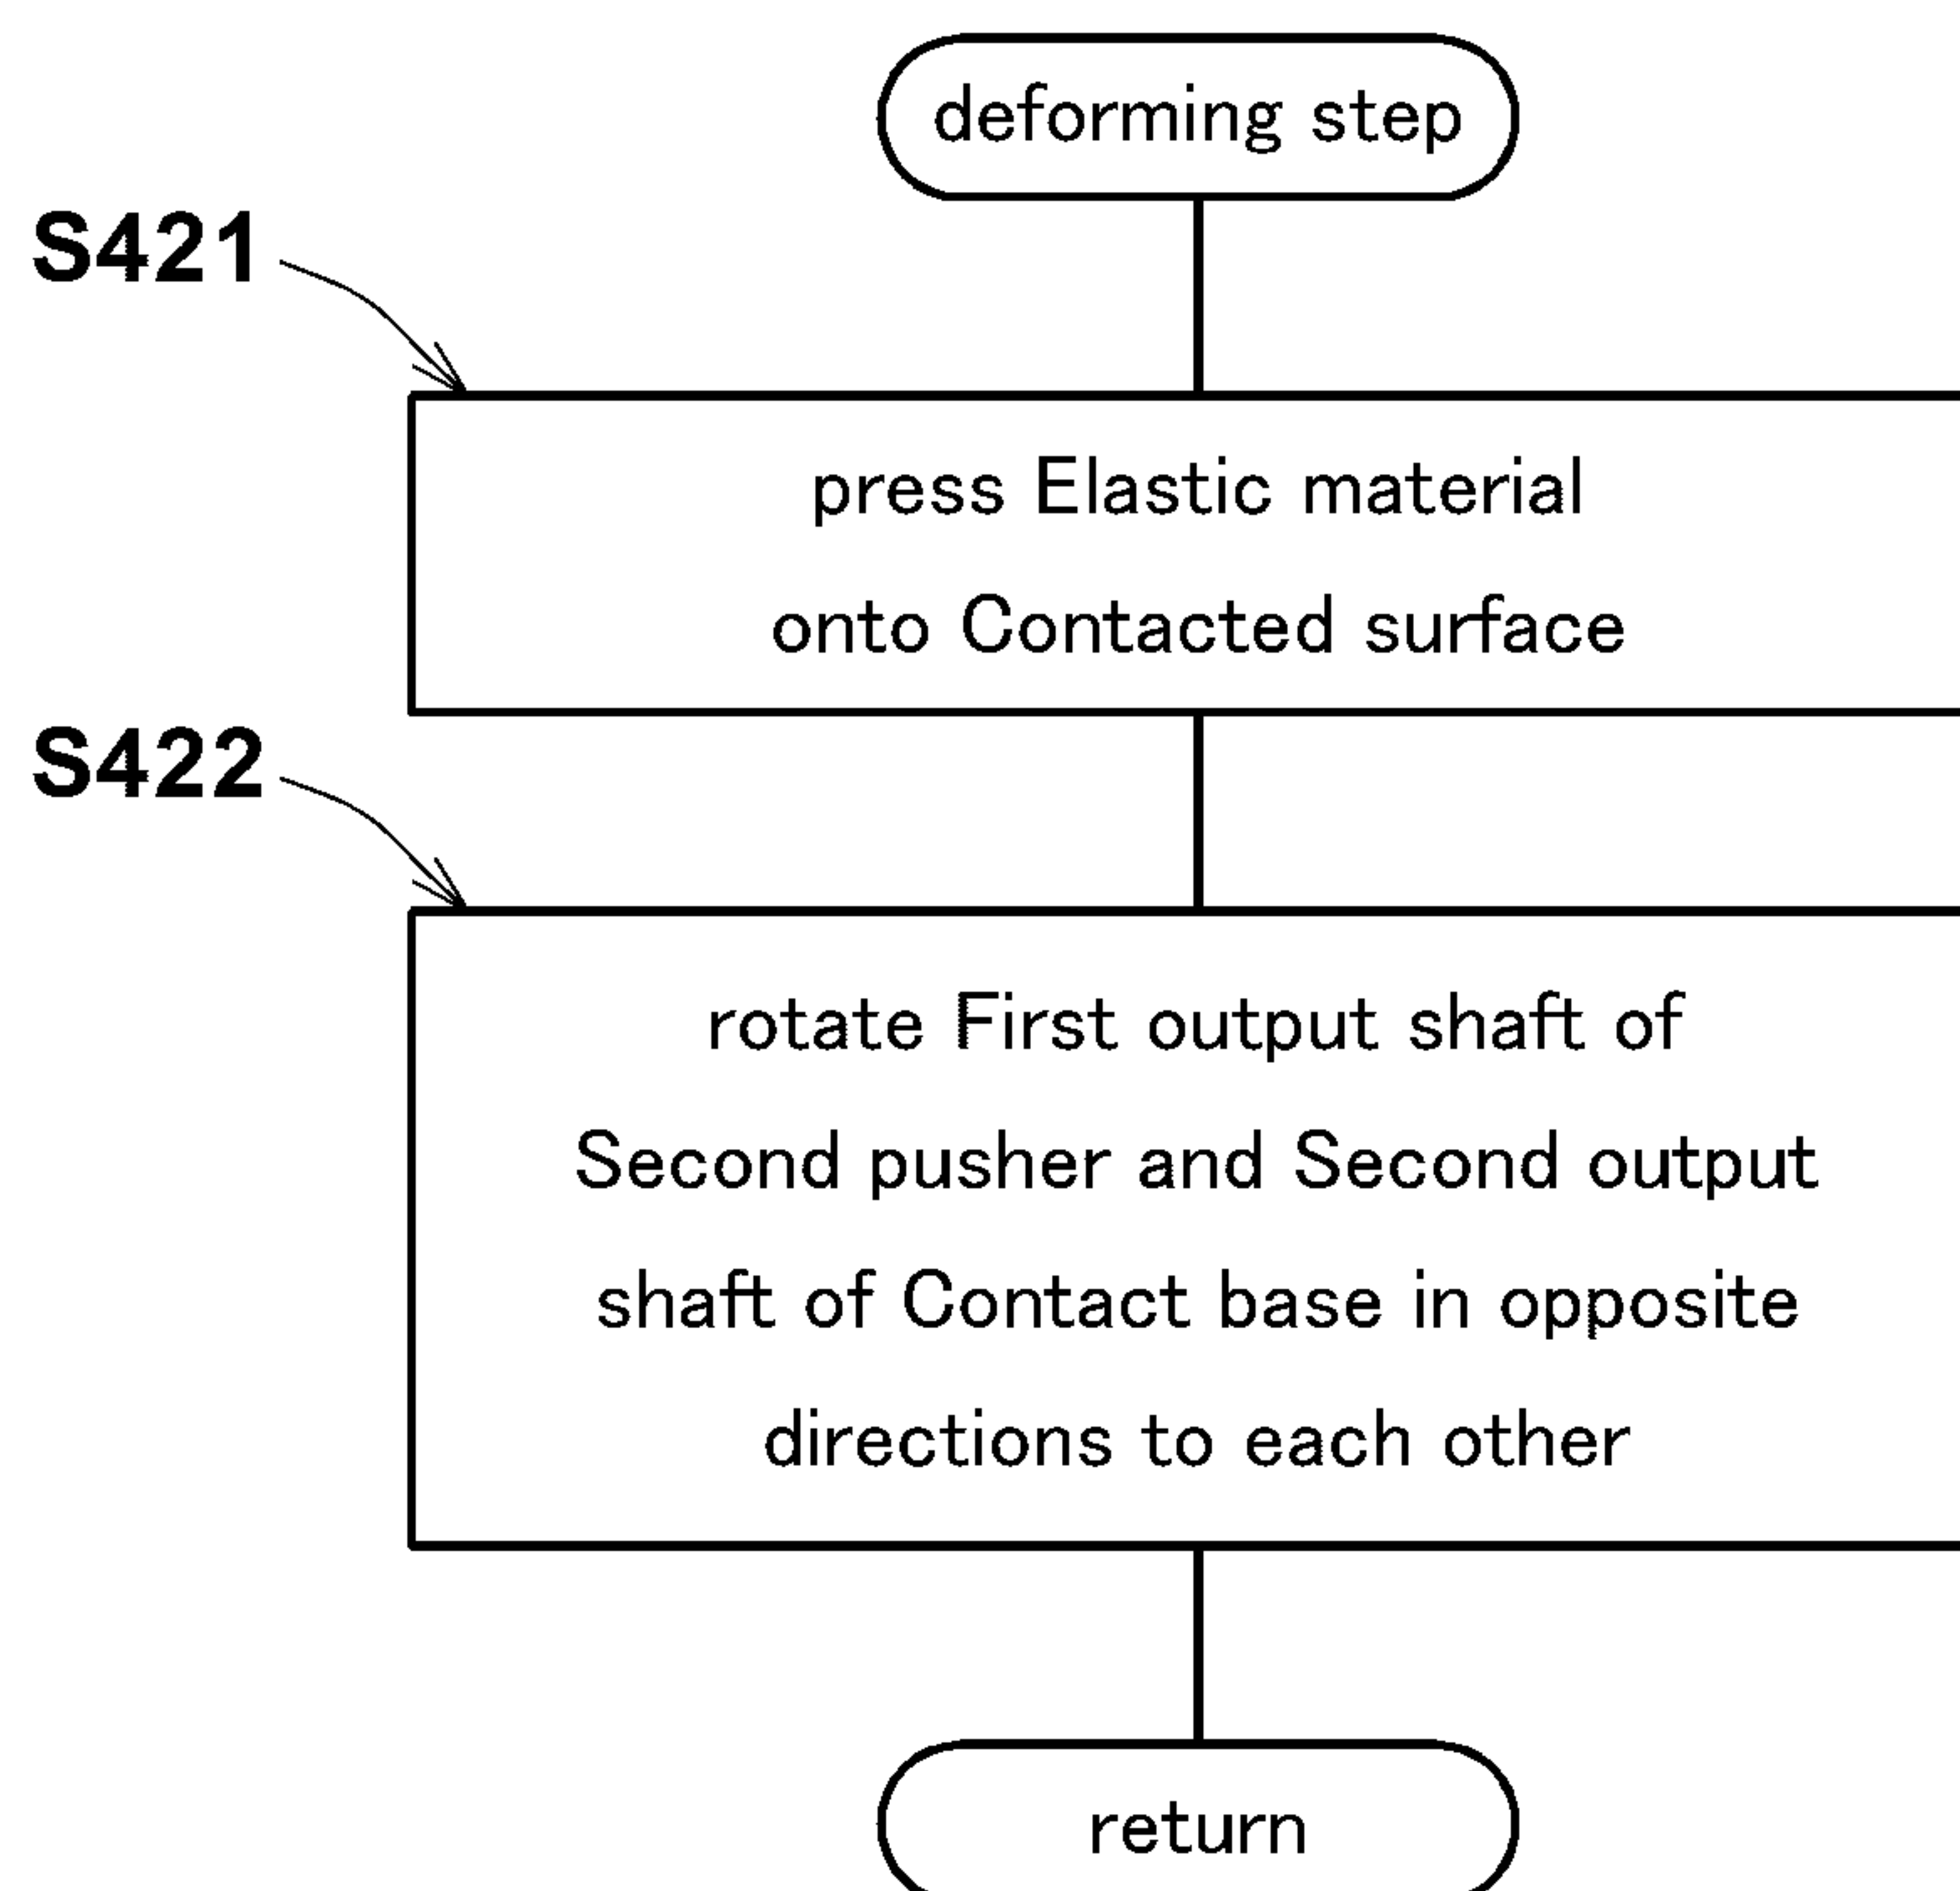 deforming step
S421
press Elastic material
onto Contacted surface
S422
rotate First output shaft of
Second pusher and Second output
shaft of Contact base in opposite
directions to each other
return